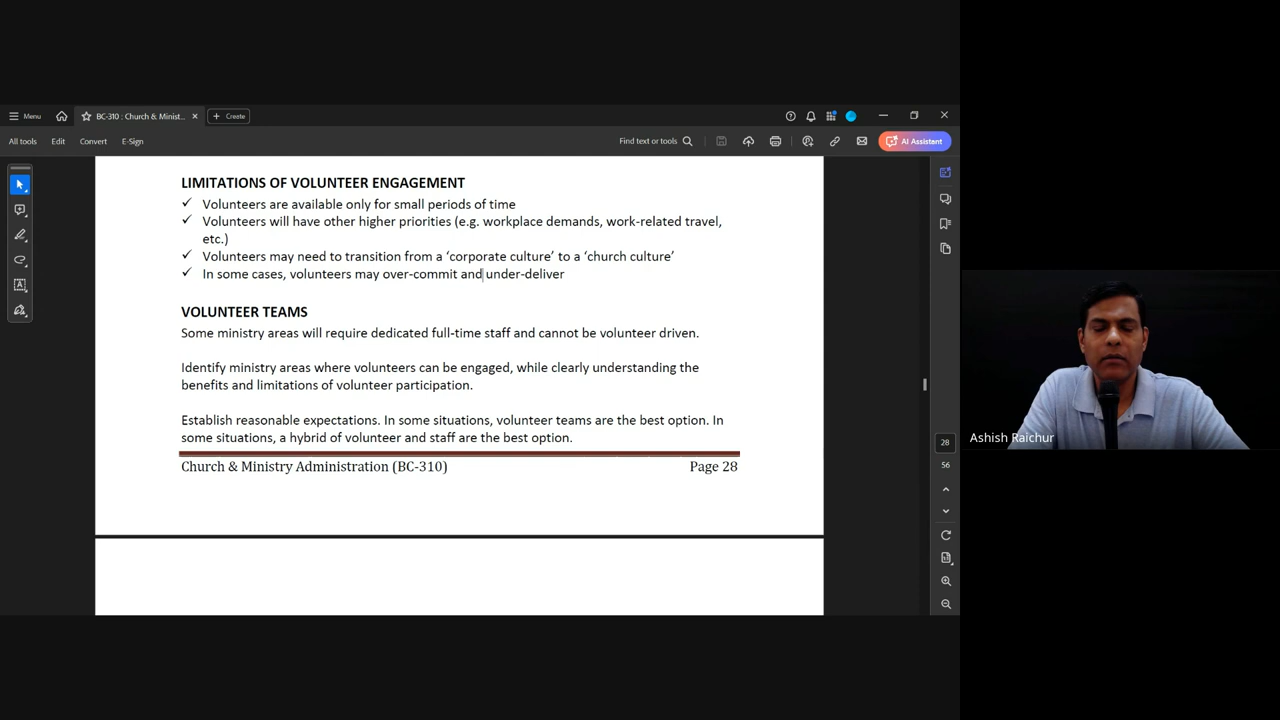 Menu
BC-310 : Church & Minist...
Create
All tools
Edit
Convert
E-Sign
Find text or tools
AI Assistant
LIMITATIONS OF VOLUNTEER ENGAGEMENT
✓ Volunteers are available only for small periods of time
✓ Volunteers will have other higher priorities (e.g. workplace demands, work-related travel,
etc.)
✓ Volunteers may need to transition from a ‘corporate culture’ to a ‘church culture’
✓ In some cases, volunteers may over-commit and under-deliver
VOLUNTEER TEAMS
Some ministry areas will require dedicated full-time staff and cannot be volunteer driven.
Identify ministry areas where volunteers can be engaged, while clearly understanding the
benefits and limitations of volunteer participation.
Establish reasonable expectations. In some situations, volunteer teams are the best option. In
some situations, a hybrid of volunteer and staff are the best option.
Church & Ministry Administration (BC-310) Page 28
28
56
Ashish Raichur